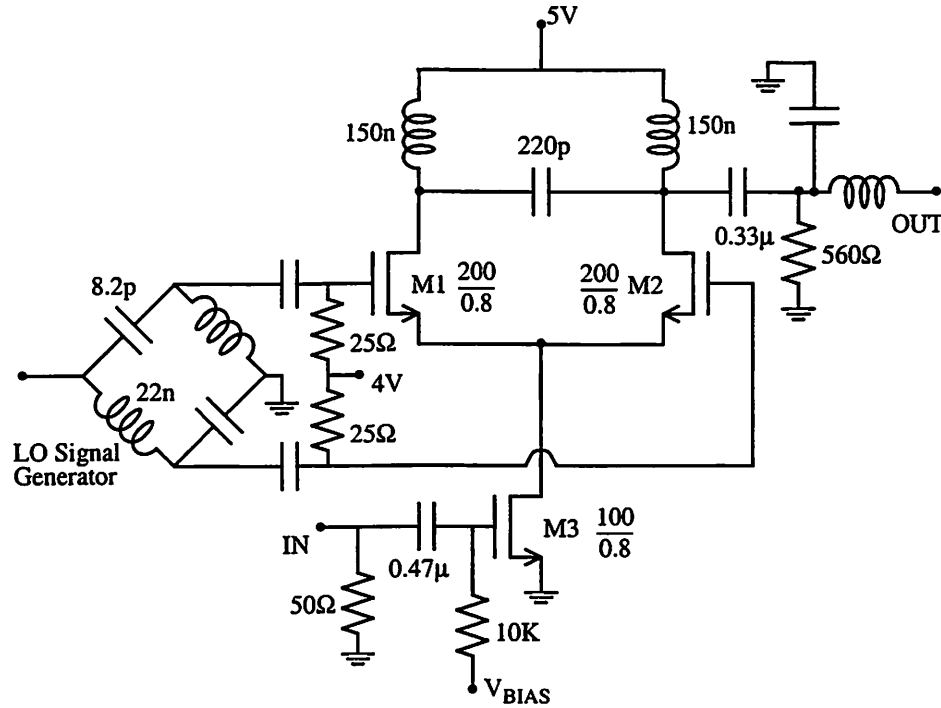 5V
150n
150n
220p
OUT
0.33μ
560Ω
8.2p
M1 200/0.8
200/0.8 M2
25Ω
4V
22n
25Ω
LO Signal
Generator
IN
0.47μ
M3 100/0.8
50Ω
10K
VBIAS